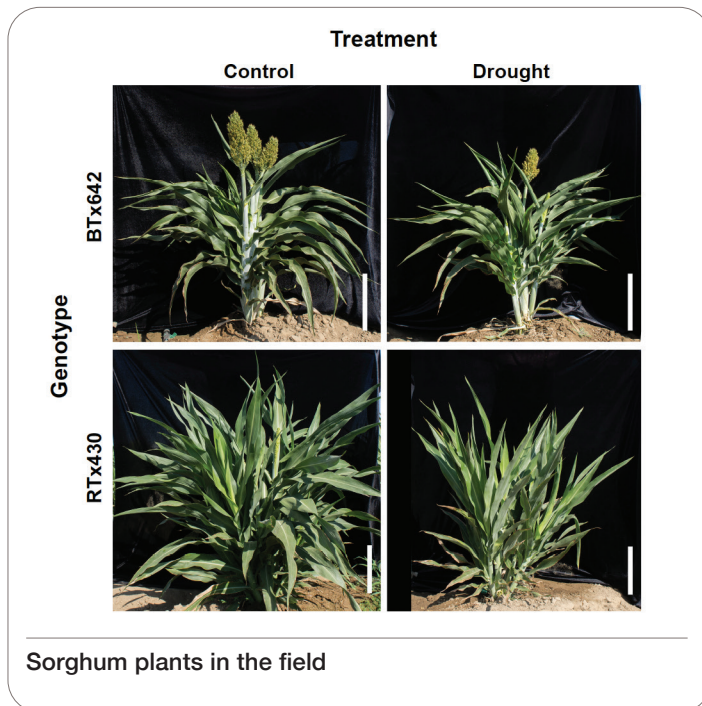 Treatment
Control
Drought
Genotype
BTx642
RTx430
Sorghum plants in the field